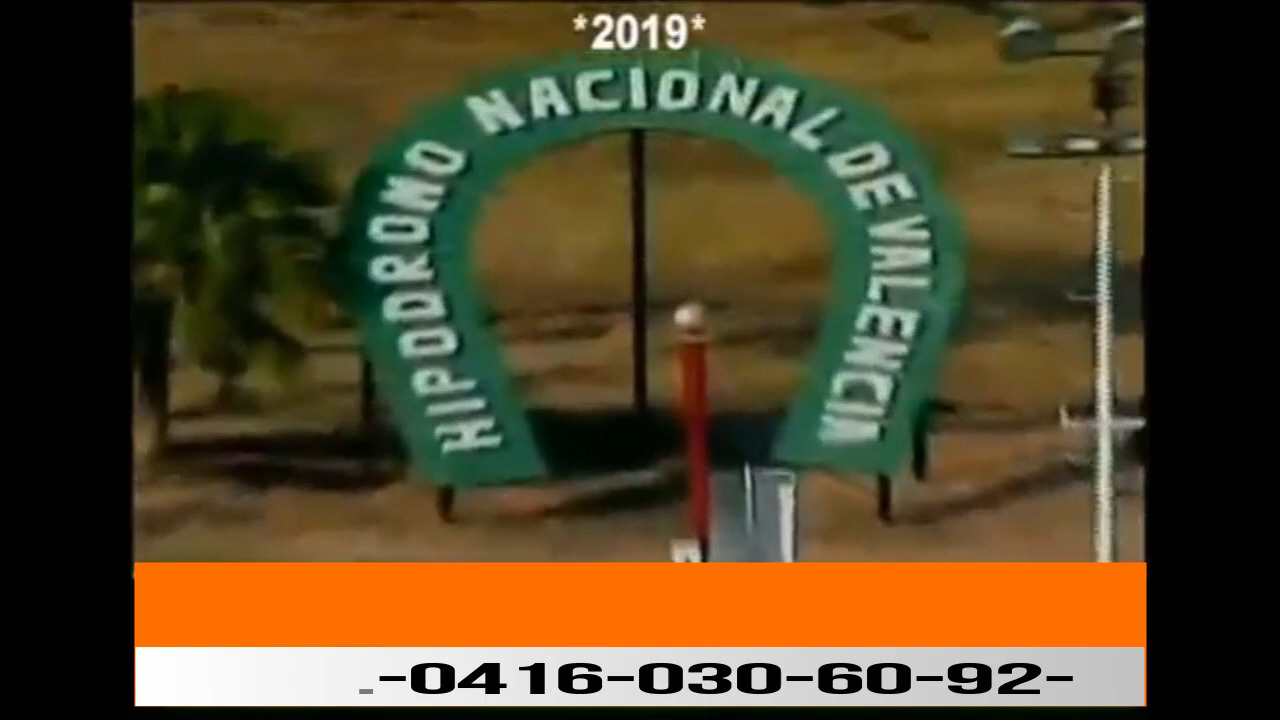 *2019*
HIPODROMO NACIONAL DE VALENCIA
-0416-030-60-92-